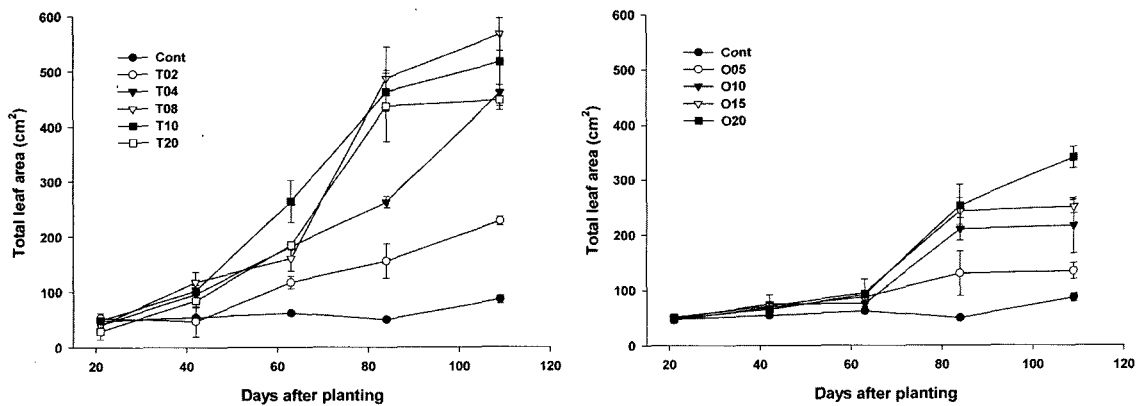 Total leaf area (cm²)
600
500
400
300
200
100
0
Cont
T02
T04
T08
T10
T20
20
40
60
80
100
120
Days after planting
Total leaf area (cm²)
600
500
400
300
200
100
0
Cont
O05
O10
O15
O20
20
40
60
80
100
120
Days after planting